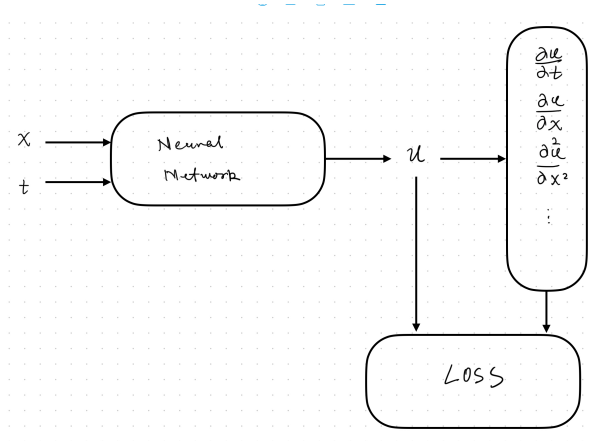 x
t
Neural
Network
u
∂u/∂t
∂u/∂x
∂²u/∂x²
⋮
LOSS